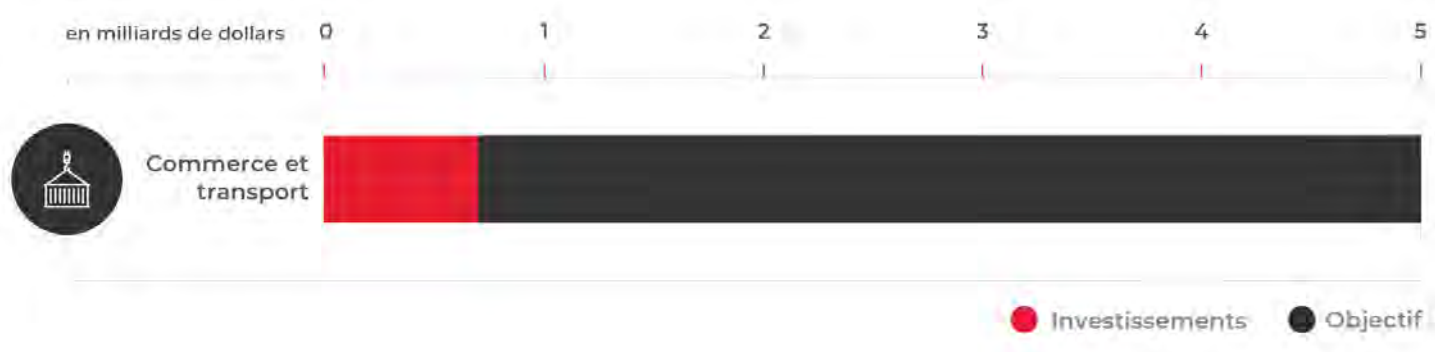 en milliards de dollars 0 1 2 3 4 5
Commerce et
transport
Investissements Objectif